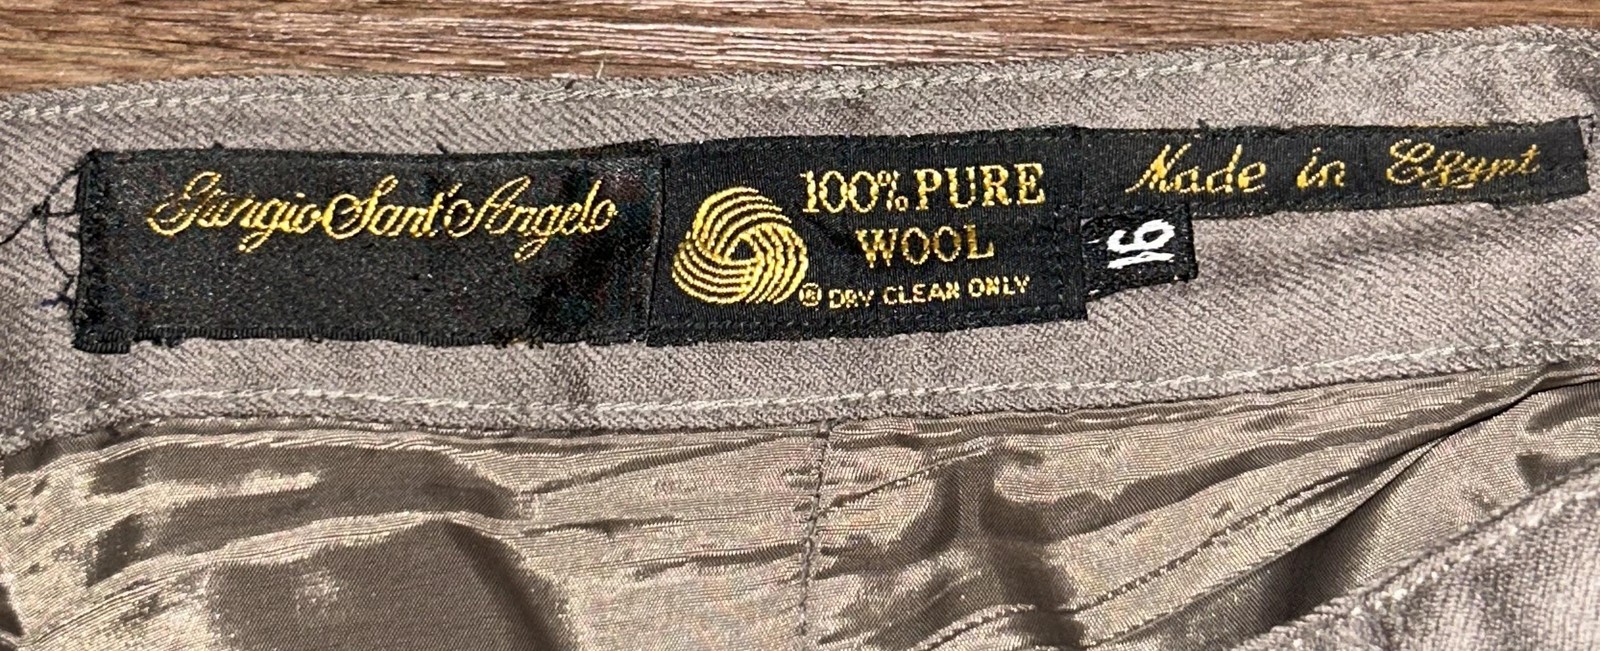 Giorgio Sant'Angelo
100% PURE
WOOL
® DRY CLEAN ONLY
16
Made in Egypt